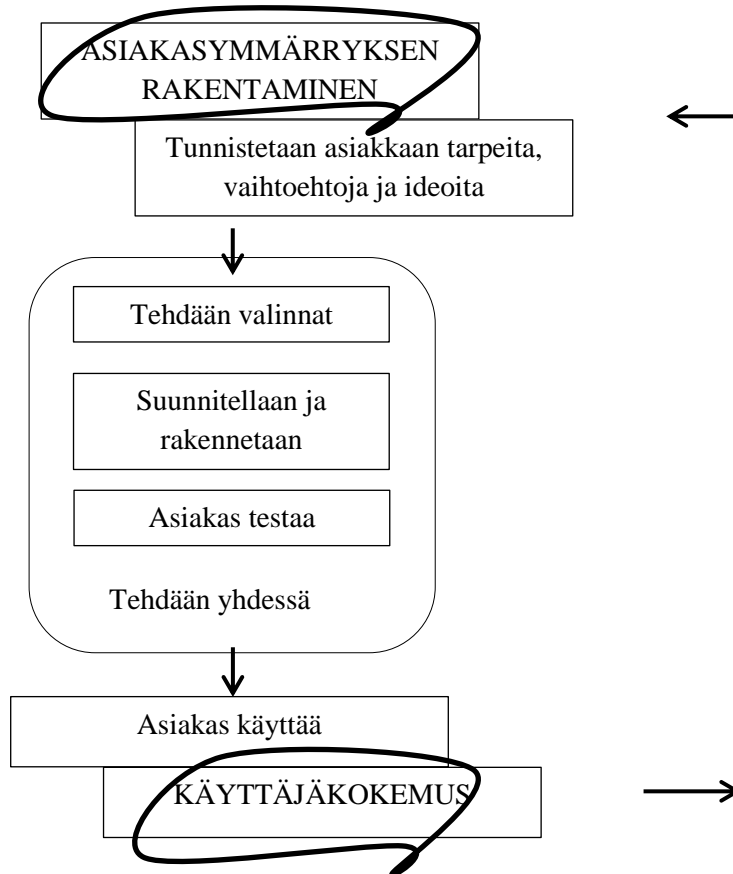 ASIAKASYMMÄRRYKSEN
RAKENTAMINEN
Tunnistetaan asiakkaan tarpeita,
vaihtoehtoja ja ideoita
Tehdään valinnat
Suunnitellaan ja
rakennetaan
Asiakas testaa
Tehdään yhdessä
Asiakas käyttää
KÄYTTÄJÄKOKEMUS